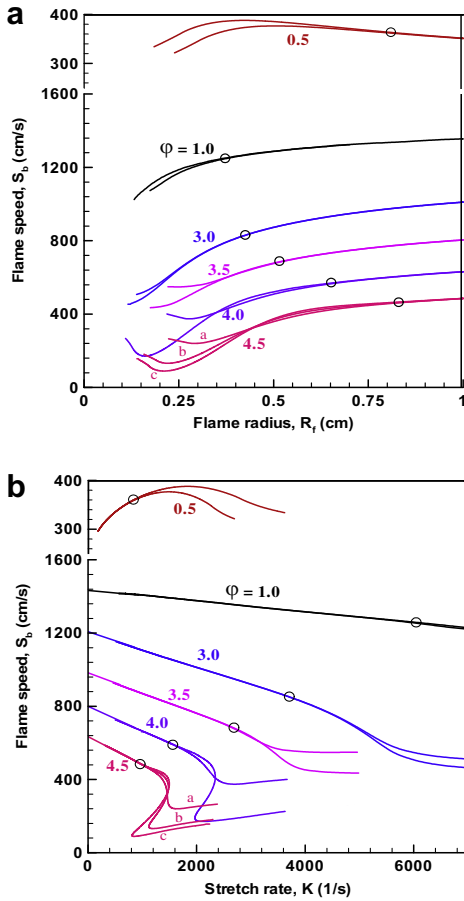 a
400
300
1600
1200
800
400
0
Flame speed, S_b (cm/s)
0.5
φ = 1.0
3.0
3.5
4.0
4.5
a
b
c
0 0.25 0.5 0.75 1
Flame radius, R_f (cm)
b
400
300
1600
1200
800
400
0
Flame speed, S_b (cm/s)
0.5
φ = 1.0
3.0
3.5
4.0
4.5
a
b
c
0 2000 4000 6000
Stretch rate, K (1/s)